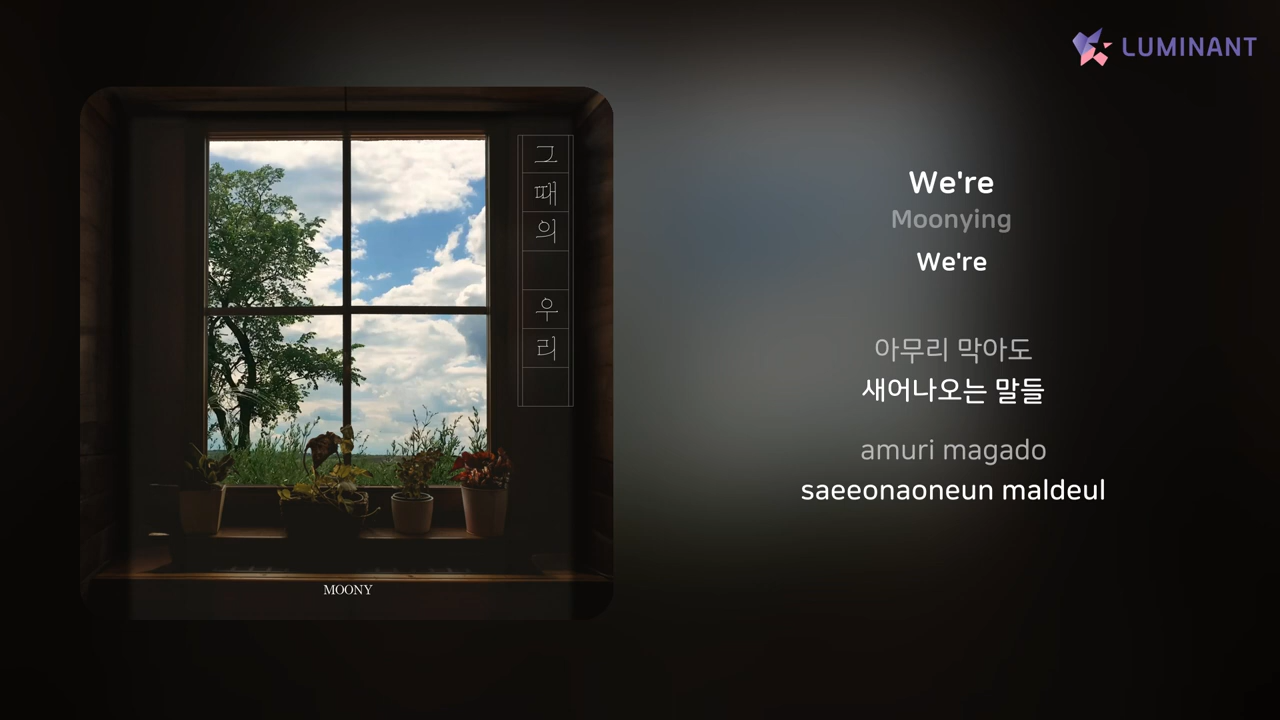 LUMINANT
그때의 우리
MOONY
We're
Moonying
We're
아무리 막아도
새어나오는 말들
amuri magado
saeeonaoneun maldeul